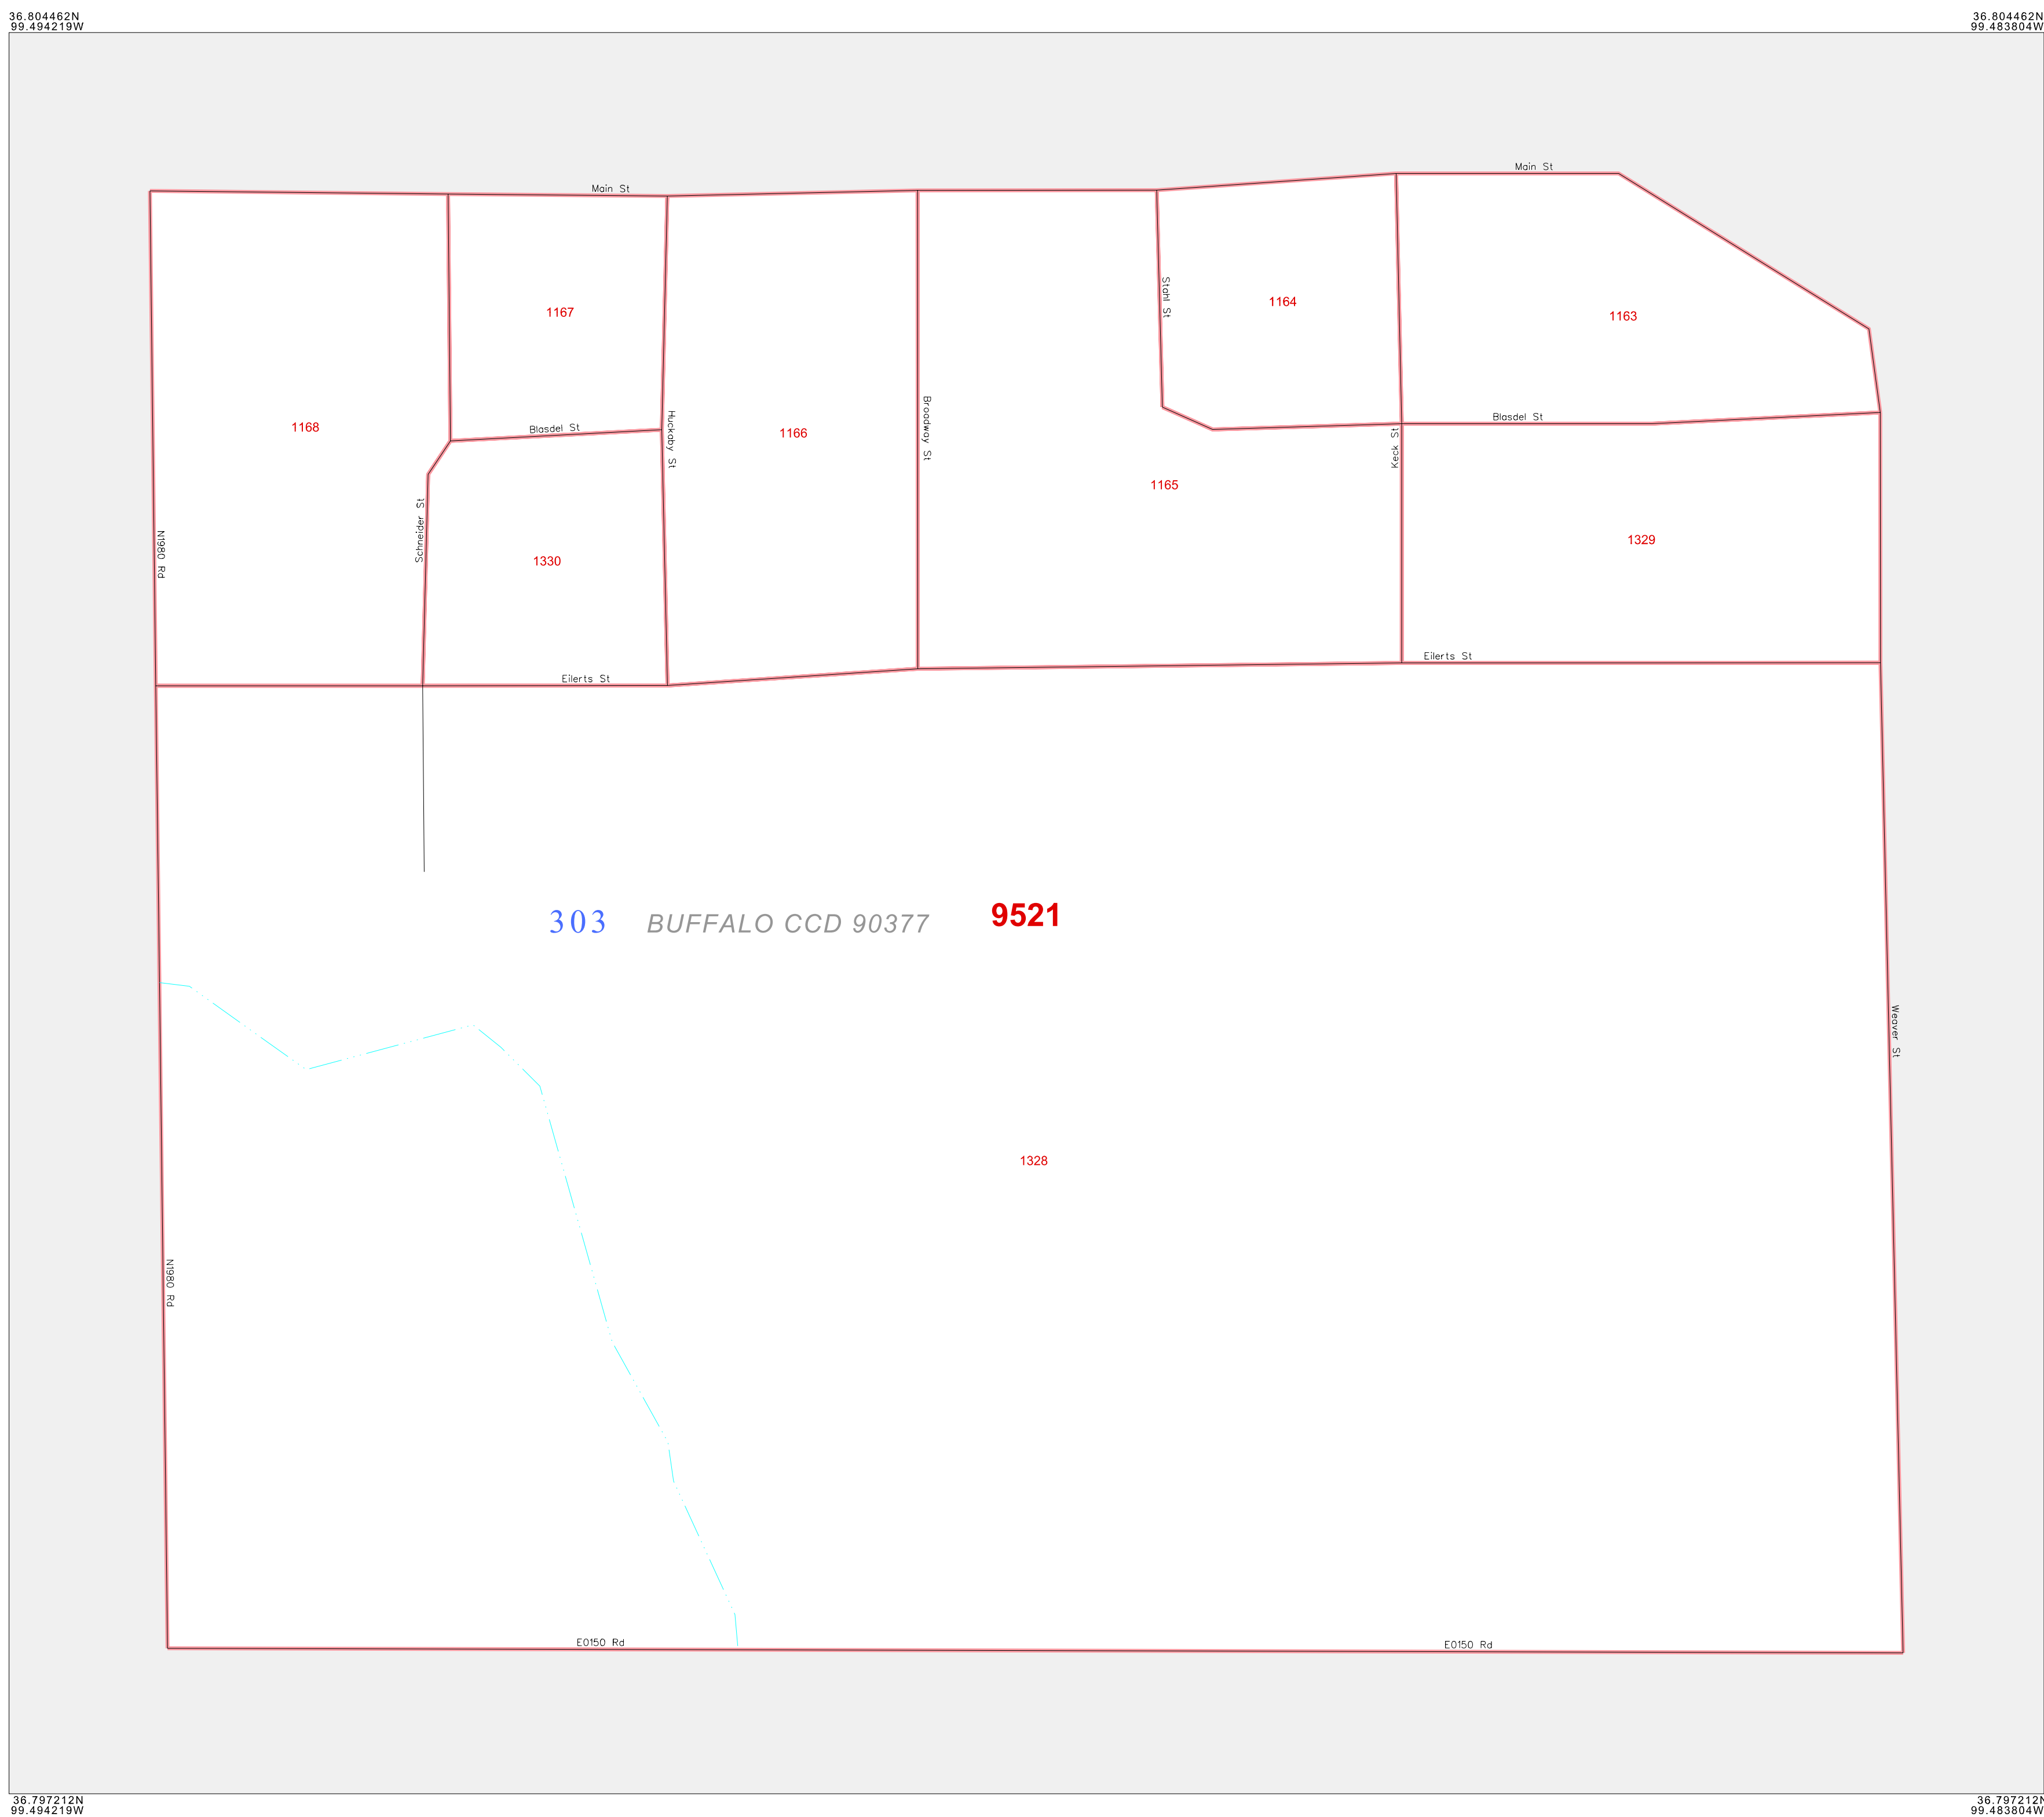 36.804462N
99.494219W
36.804462N
99.483804W
Main St
Main St
Stahl St
1164
1167
1163
Broadway St
Huckaby St
Blasdel St
Blasdel St
1168
1166
Keck St
1165
Schneider St
N1980 Rd
1329
1330
Eilerts St
Eilerts St
303
BUFFALO CCD 90377
9521
Weaver St
1328
N1980 Rd
E0150 Rd
E0150 Rd
36.797212N
99.494219W
36.797212N
99.483804W